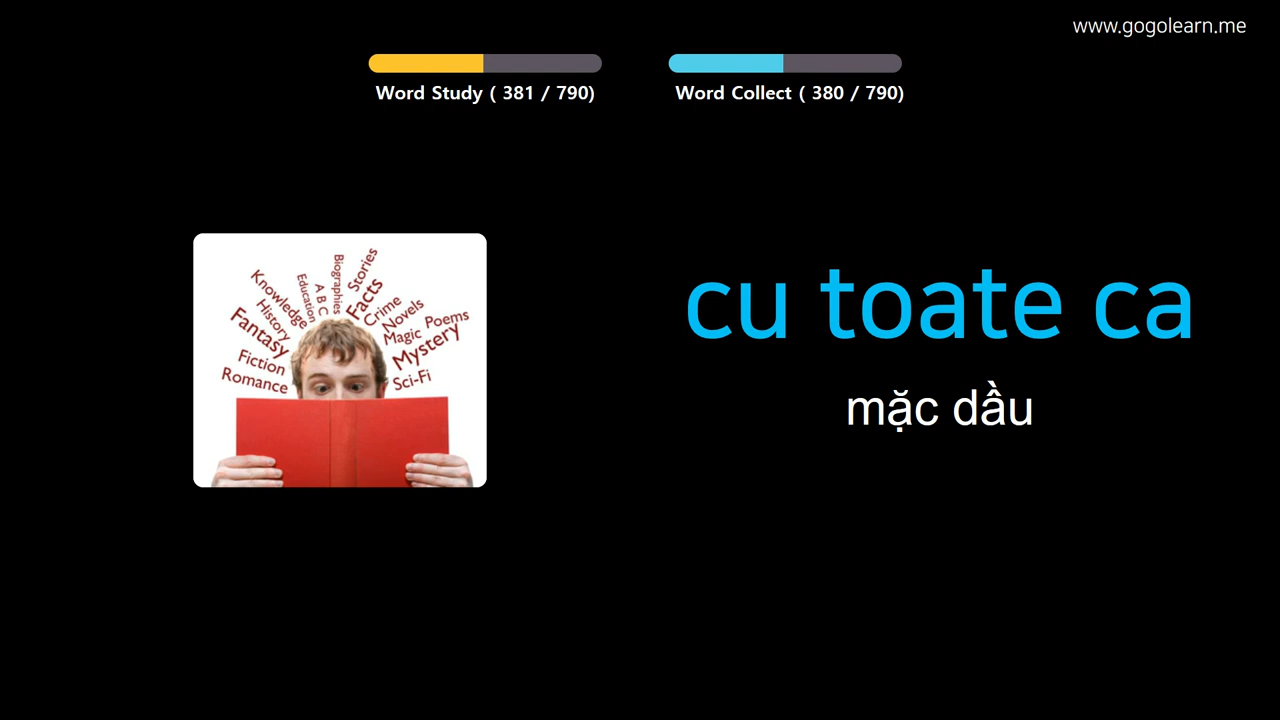 www.gogolearn.me
Word Study ( 381 / 790)
Word Collect ( 380 / 790)
cu toate ca
mặc dầu
Knowledge
History
Fantasy
Fiction
Romance
Education
A B C
Biographies
Stories
Facts
Crime
Novels
Magic
Poems
Mystery
Sci-Fi